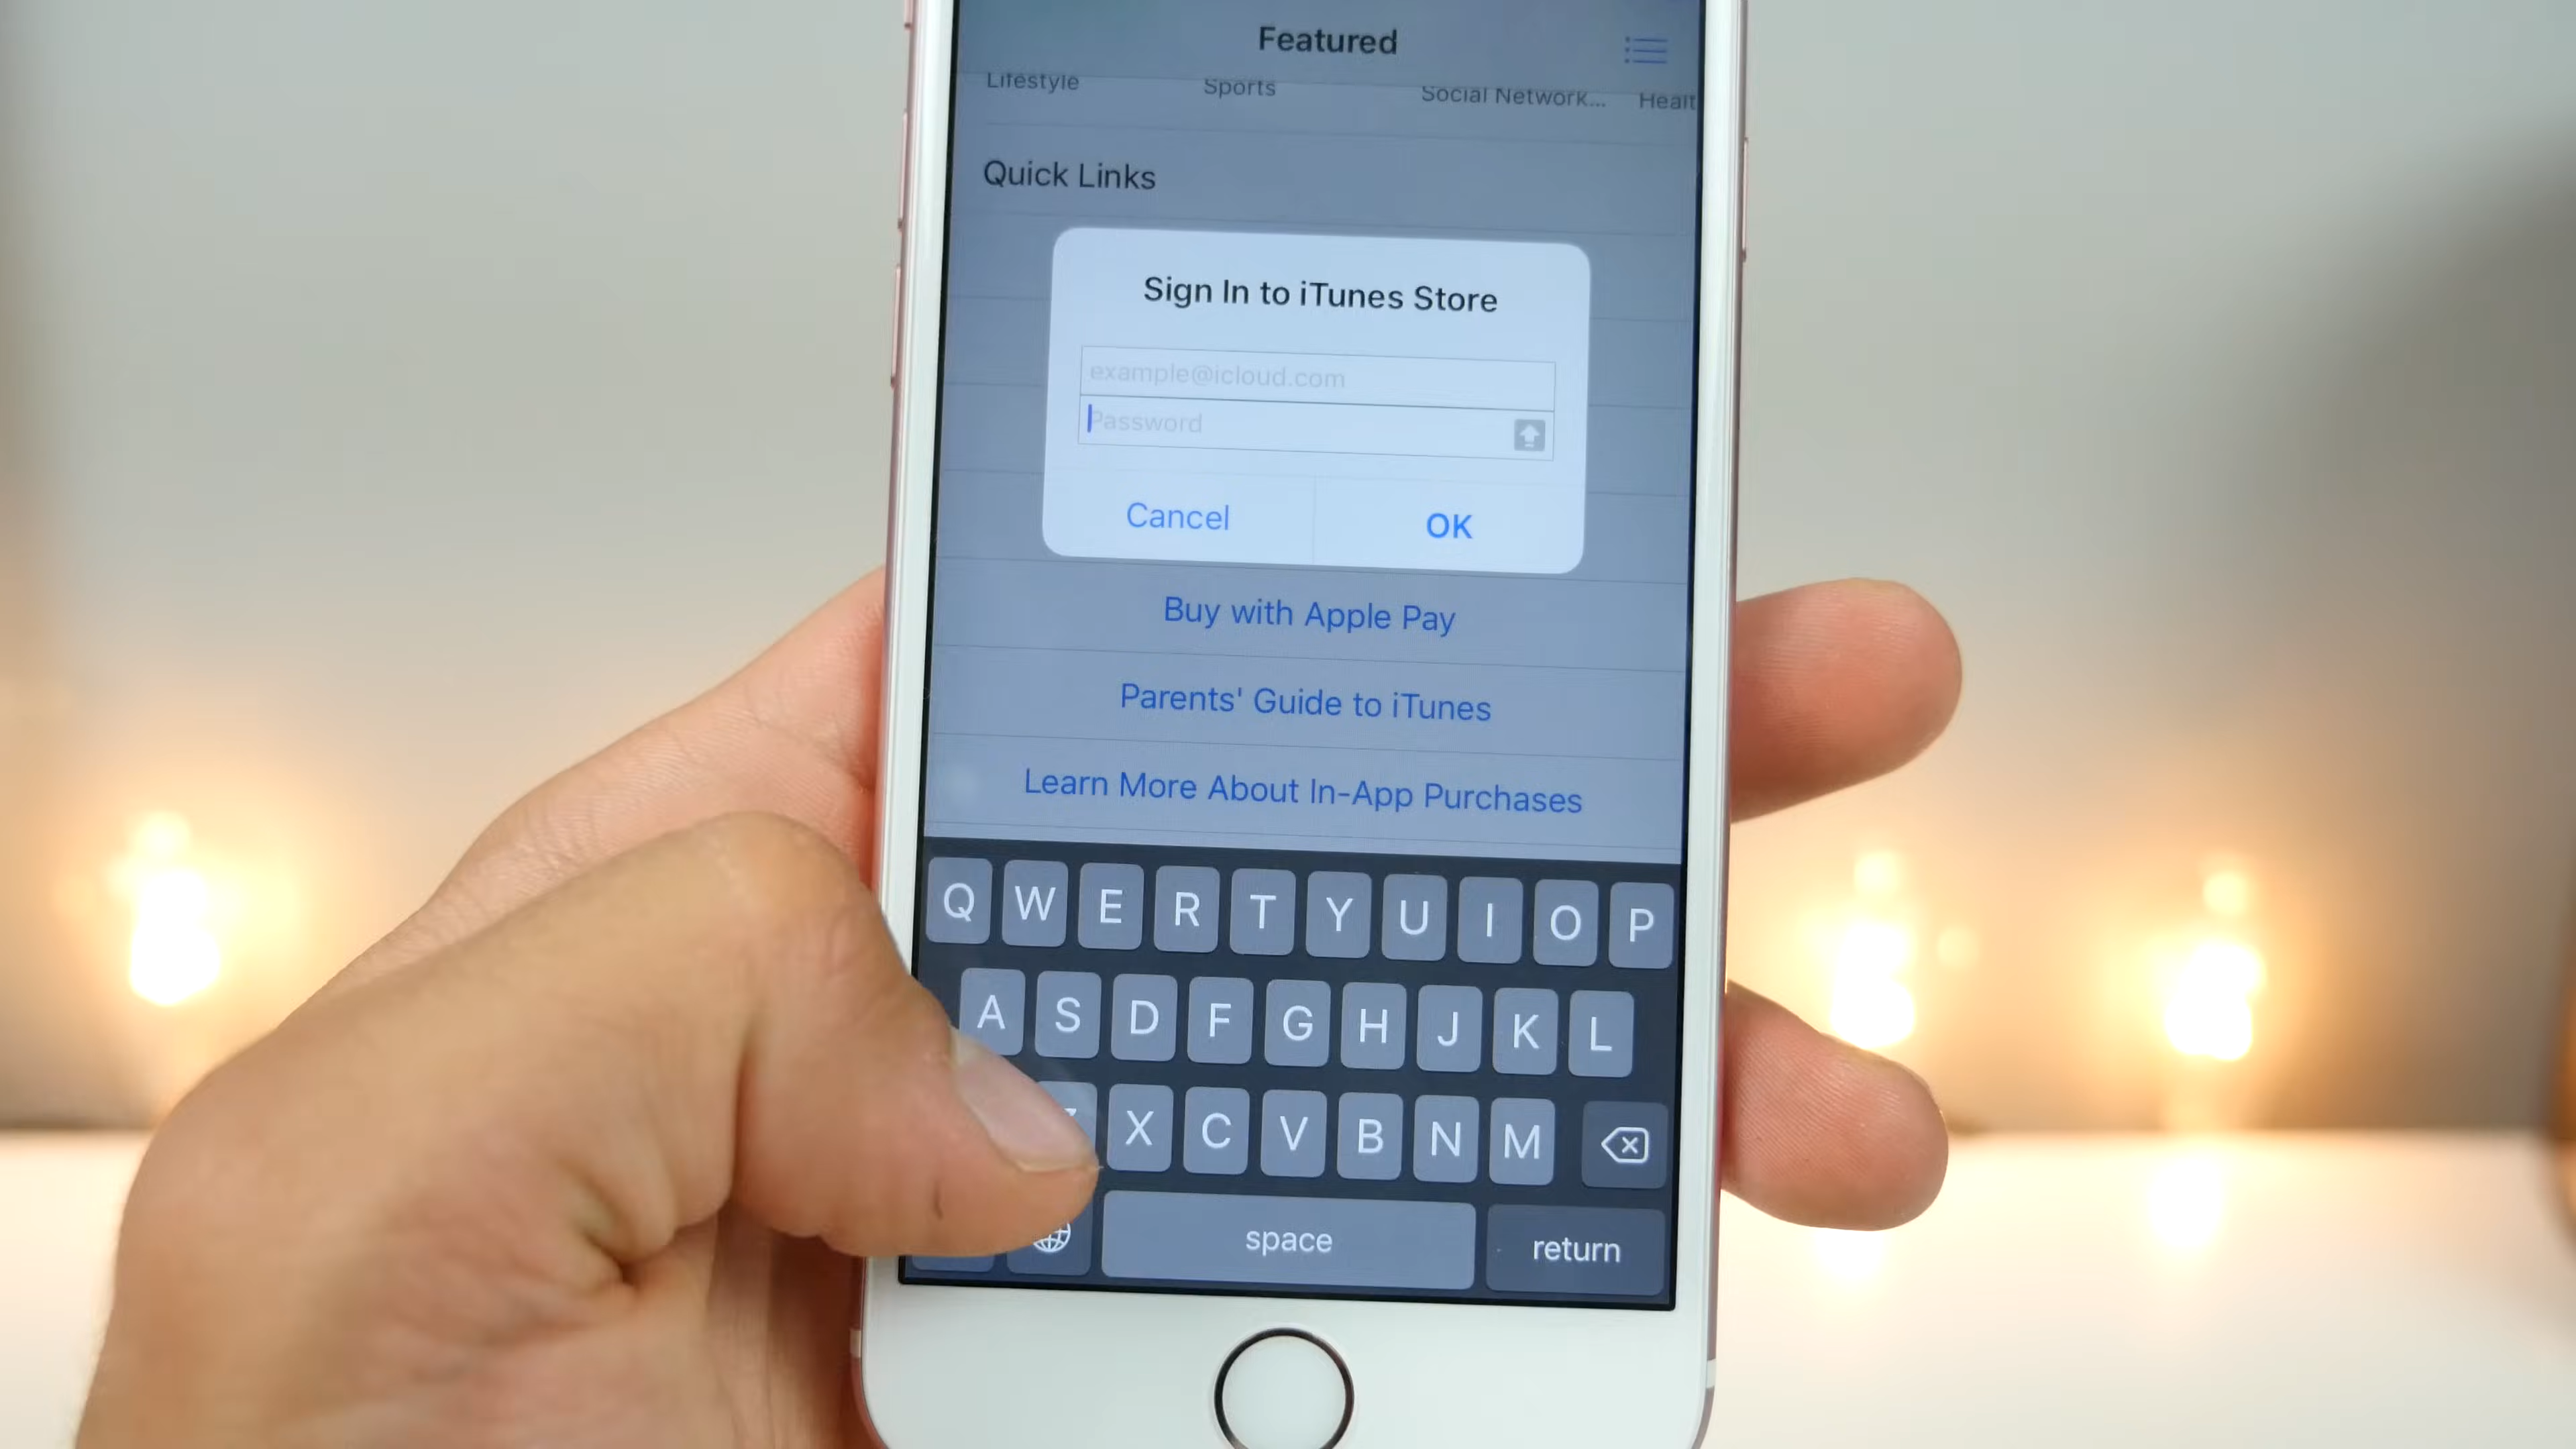 Featured
Lifestyle Sports Social Network... Healt
Quick Links
Sign In to iTunes Store
example@icloud.com
Password
Cancel OK
Buy with Apple Pay
Parents' Guide to iTunes
Learn More About In-App Purchases
Q W E R T Y U I O P
A S D F G H J K L
X C V B N M
space return